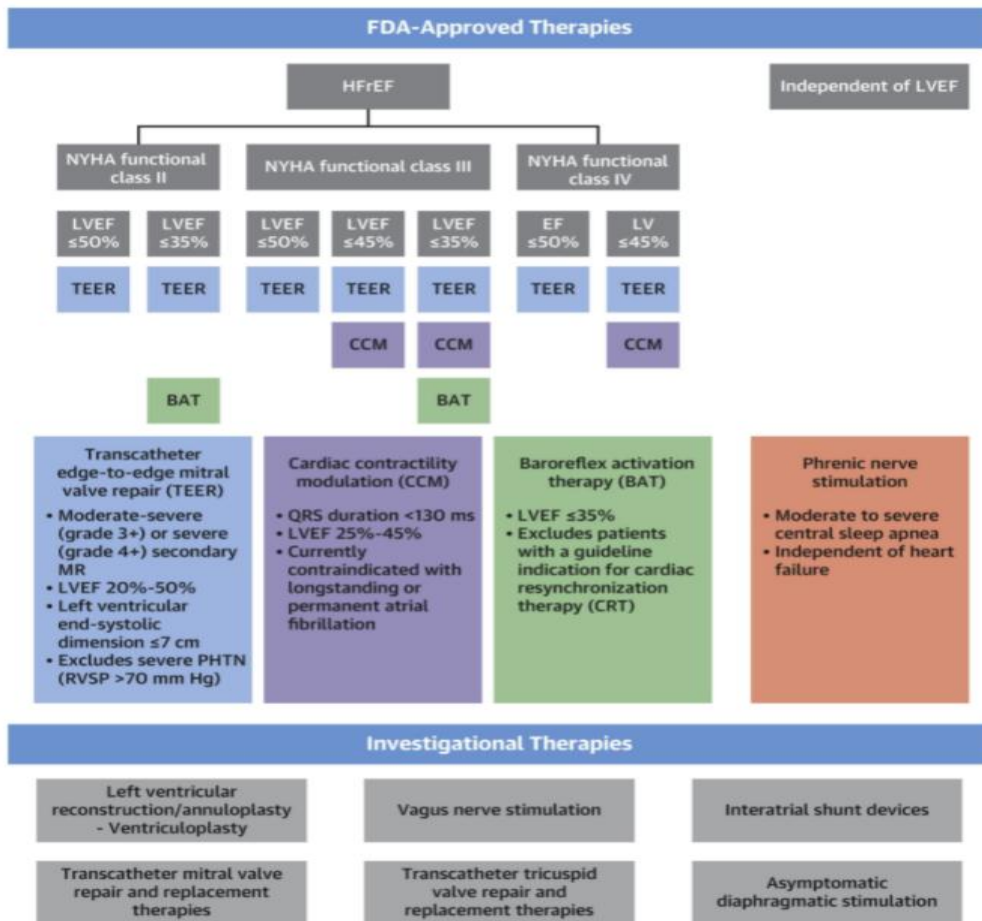 FDA-Approved Therapies
HFrEF
Independent of LVEF
NYHA functional
class II
NYHA functional class III
NYHA functional
class IV
LVEF
≤50%
LVEF
≤35%
LVEF
≤50%
LVEF
≤45%
LVEF
≤35%
EF
≤50%
LV
≤45%
TEER
TEER
TEER
TEER
TEER
TEER
TEER
CCM
CCM
CCM
BAT
BAT
Transcatheter
edge-to-edge mitral
valve repair (TEER)
• Moderate-severe
(grade 3+) or severe
(grade 4+) secondary
MR
• LVEF 20%-50%
• Left ventricular
end-systolic
dimension ≤7 cm
• Excludes severe PHTN
(RVSP >70 mm Hg)
Cardiac contractility
modulation (CCM)
• QRS duration <130 ms
• LVEF 25%-45%
• Currently
contraindicated with
longstanding or
permanent atrial
fibrillation
Baroreflex activation
therapy (BAT)
• LVEF ≤35%
• Excludes patients
with a guideline
indication for cardiac
resynchronization
therapy (CRT)
Phrenic nerve
stimulation
• Moderate to severe
central sleep apnea
• Independent of heart
failure
Investigational Therapies
Left ventricular
reconstruction/annuloplasty
- Ventriculoplasty
Vagus nerve stimulation
Interatrial shunt devices
Transcatheter mitral valve
repair and replacement
therapies
Transcatheter tricuspid
valve repair and
replacement therapies
Asymptomatic
diaphragmatic stimulation